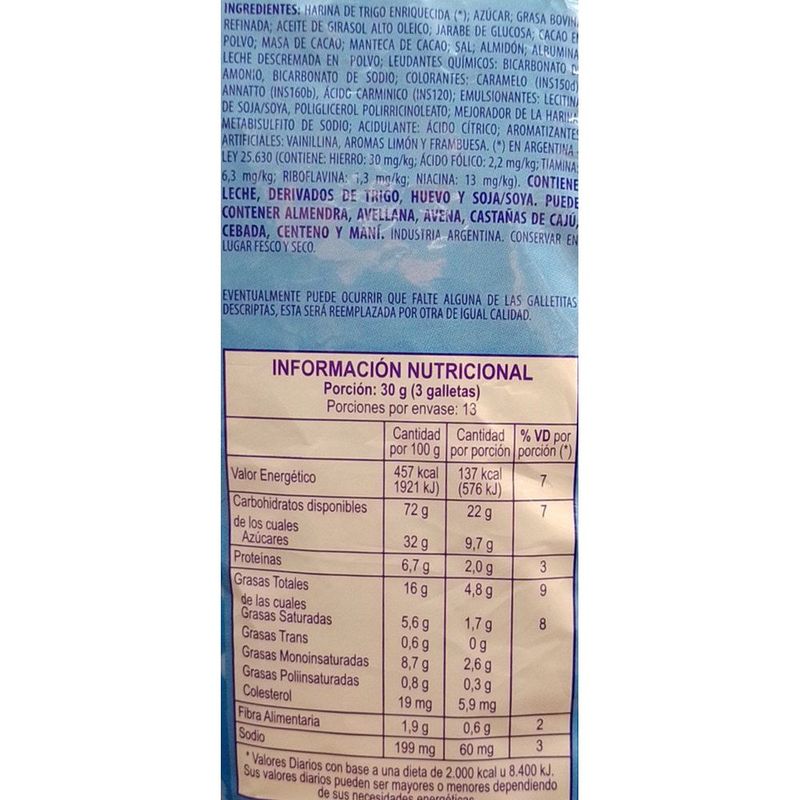 INGREDIENTES: HARINA DE TRIGO ENRIQUECIDA (*); AZÚCAR; GRASA BOVINA
REFINADA; ACEITE DE GIRASOL ALTO OLEICO; JARABE DE GLUCOSA; CACAO EN
POLVO; MASA DE CACAO; MANTECA DE CACAO; SAL; ALMIDÓN; ALBUMINA
LECHE DESCREMADA EN POLVO; LEUDANTES QUÍMICOS: BICARBONATO
AMONIO, BICARBONATO DE SODIO; COLORANTES: CARAMELO (INS150d)
ANNATTO (INS160b), ÁCIDO CARMINICO (INS120); EMULSIONANTES: LECITINA
DE SOJA/SOYA, POLIGLICEROL POLIRRICINOLEATO; MEJORADOR DE LA HARINA
METABISULFITO DE SODIO; ACIDULANTE: ÁCIDO CÍTRICO; AROMATIZANTES
ARTIFICIALES: VAINILLINA, AROMAS LIMÓN Y FRAMBUESA. (*) EN ARGENTINA
LEY 25.630 (CONTIENE: HIERRO: 30 mg/kg; ÁCIDO FÓLICO: 2,2 mg/kg; TIAMINA:
6,3 mg/kg; RIBOFLAVINA: 1,3 mg/kg; NIACINA: 13 mg/kg). CONTIENE
LECHE, DERIVADOS DE TRIGO, HUEVO Y SOJA/SOYA. PUEDE
CONTENER ALMENDRA, AVELLANA, AVENA, CASTAÑAS DE CAJÚ,
CEBADA, CENTENO Y MANÍ. INDUSTRIA ARGENTINA. CONSERVAR EN
LUGAR FESCO Y SECO.
EVENTUALMENTE PUEDE OCURRIR QUE FALTE ALGUNA DE LAS GALLETITAS
DESCRIPTAS, ESTA SERÁ REEMPLAZADA POR OTRA DE IGUAL CALIDAD.
INFORMACIÓN NUTRICIONAL
Porción: 30 g (3 galletas)
Porciones por envase: 13
Cantidad por 100 g Cantidad por porción % VD por porción (*)
Valor Energético 457 kcal 1921 kJ) 137 kcal (576 kJ) 7
Carbohidratos disponibles 72 g 22 g 7
de los cuales
Azúcares 32 g 9,7 g
Proteinas 6,7 g 2,0 g 3
Grasas Totales 16 g 4,8 g 9
de las cuales
Grasas Saturadas 5,6 g 1,7 g 8
Grasas Trans 0,6 g 0 g
Grasas Monoinsaturadas 8,7 g 2,6 g
Grasas Poliinsaturadas 0,8 g 0,3 g
Colesterol 19 mg 5,9 mg
Fibra Alimentaria 1,9 g 0,6 g 2
Sodio 199 mg 60 mg 3
* Valores Diarios con base a una dieta de 2.000 kcal u 8.400 kJ.
Sus valores diarios pueden ser mayores o menores dependiendo
de sus necesidades energéticas